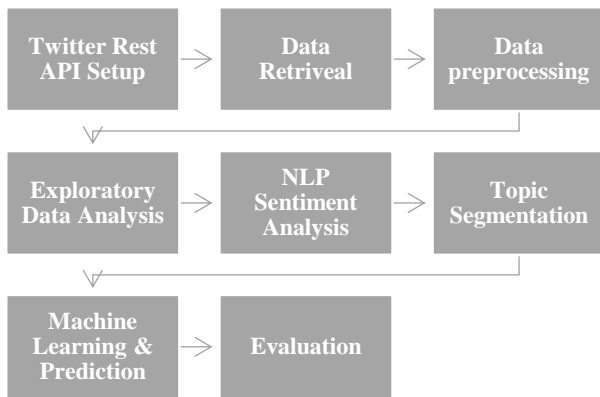 Twitter Rest
API Setup
Data
Retriveal
Data
preprocessing
Exploratory
Data Analysis
NLP
Sentiment
Analysis
Topic
Segmentation
Machine
Learning &
Prediction
Evaluation